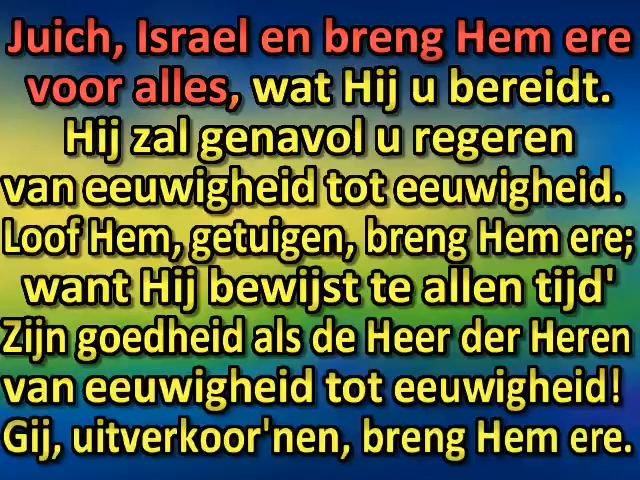 Juich, Israel en breng Hem ere
voor alles, wat Hij u bereidt.
Hij zal genavol u regeren
van eeuwigheid tot eeuwigheid.
Loof Hem, getuigen, breng Hem ere;
want Hij bewijst te allen tijd'
Zijn goedheid als de Heer der Heren
van eeuwigheid tot eeuwigheid!
Gij, uitverkoor'nen, breng Hem ere.